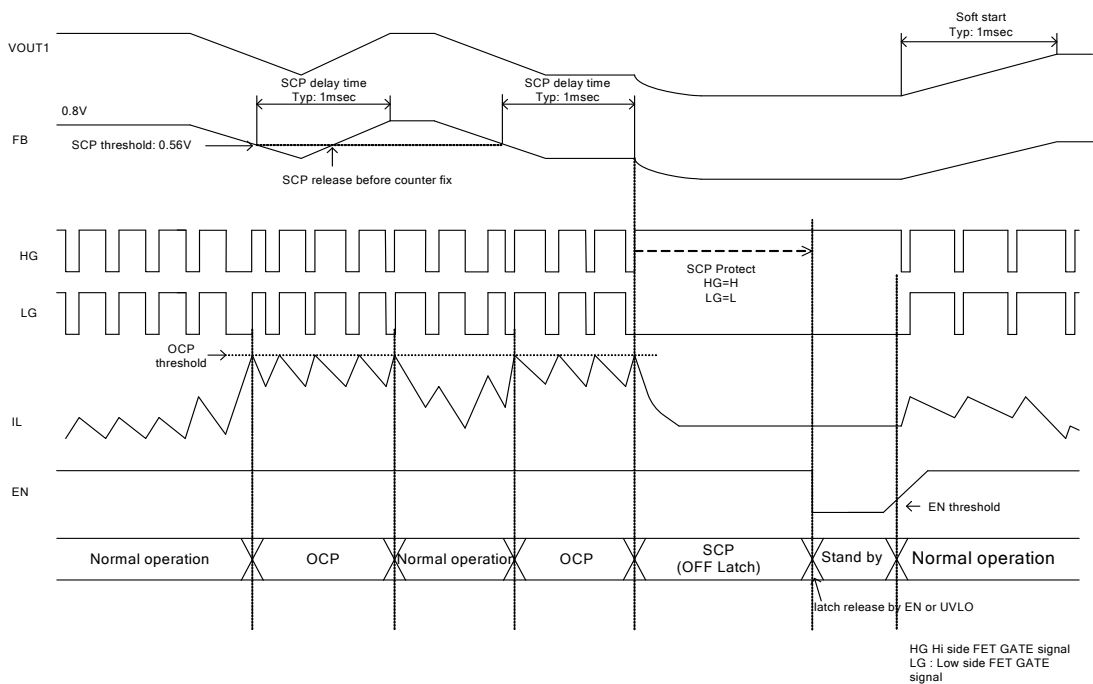 Soft start
Typ: 1msec
VOUT1
SCP delay time
Typ: 1msec
SCP delay time
Typ: 1msec
0.8V
FB
SCP threshold: 0.56V
SCP release before counter fix
HG
SCP Protect
HG=H
LG=L
LG
OCP
threshold
IL
EN
EN threshold
Normal operation
OCP
Normal operation
OCP
SCP
(OFF Latch)
Stand by
Normal operation
latch release by EN or UVLO
HG Hi side FET GATE signal
LG : Low side FET GATE
signal